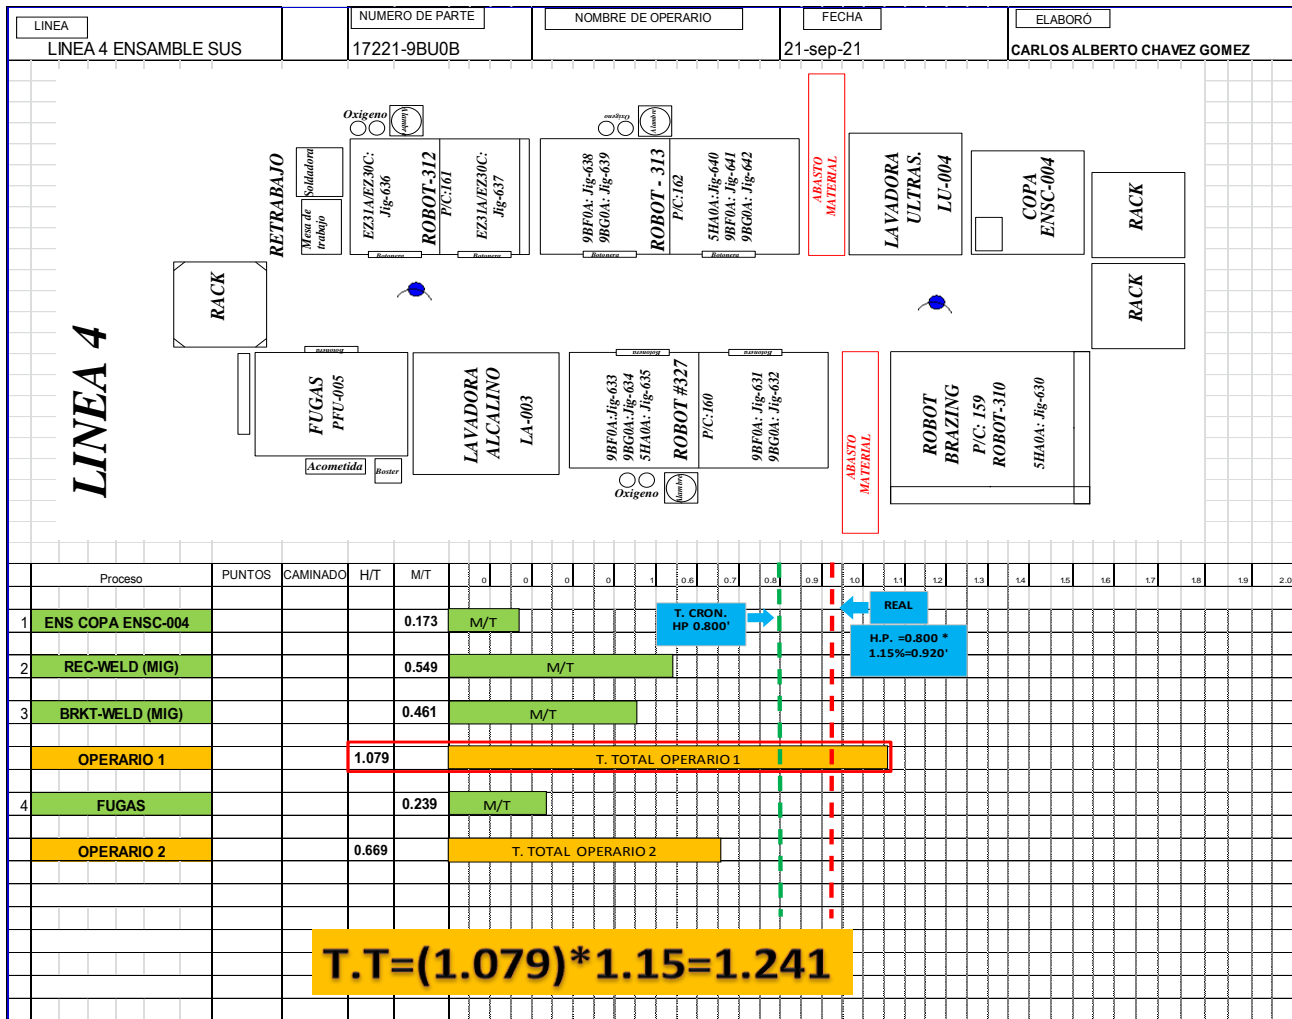 LINEA
NUMERO DE PARTE
NOMBRE DE OPERARIO
FECHA
ELABORÓ
LINEA 4 ENSAMBLE SUS
17221-9BU0B
21-sep-21
CARLOS ALBERTO CHAVEZ GOMEZ
LINEA 4
RACK
RETRABAJO
Soldadora
Mesa de
trabajo
Oxigeno
Alambre
EZ31A/EZ30C:
Jig-636
ROBOT-312
P/C:161
EZ31A/EZ30C:
Jig-637
Botonera
Botonera
oxigeno
Alambre
9BF0A: Jig-638
9BG0A: Jig-639
ROBOT - 313
P/C:162
5HA0A:Jig-640
9BF0A: Jig-641
9BG0A: Jig-642
Botonera
Botonera
ABASTO
MATERIAL
LAVADORA
ULTRAS.
LU-004
COPA
ENSC-004
RACK
RACK
Botonera
FUGAS
PFU-005
Acometida
Boster
LAVADORA
ALCALINO
LA-003
Botonera
Botonera
9BF0A:Jig-633
9BG0A:Jig-634
5HA0A: Jig-635
ROBOT #327
P/C:160
9BF0A: Jig-631
9BG0A: Jig-632
Oxigeno
Alambre
ABASTO
MATERIAL
ROBOT
BRAZING
P/C: 159
ROBOT-310
5HA0A: Jig-630
Proceso PUNTOS CAMINADO H/T M/T 0 0 0 0 1 0.6 0.7 0.8 0.9 1.0 1.1 1.2 1.3 1.4 1.5 1.6 1.7 1.8 1.9 2.0
T. CRON.
HP 0.800'
REAL
H.P. =0.800 *
1.15%=0.920'
1 ENS COPA ENSC-004 0.173 M/T
2 REC-WELD (MIG) 0.549 M/T
3 BRKT-WELD (MIG) 0.461 M/T
OPERARIO 1 1.079 T. TOTAL OPERARIO 1
4 FUGAS 0.239 M/T
OPERARIO 2 0.669 T. TOTAL OPERARIO 2
T.T=(1.079)*1.15=1.241